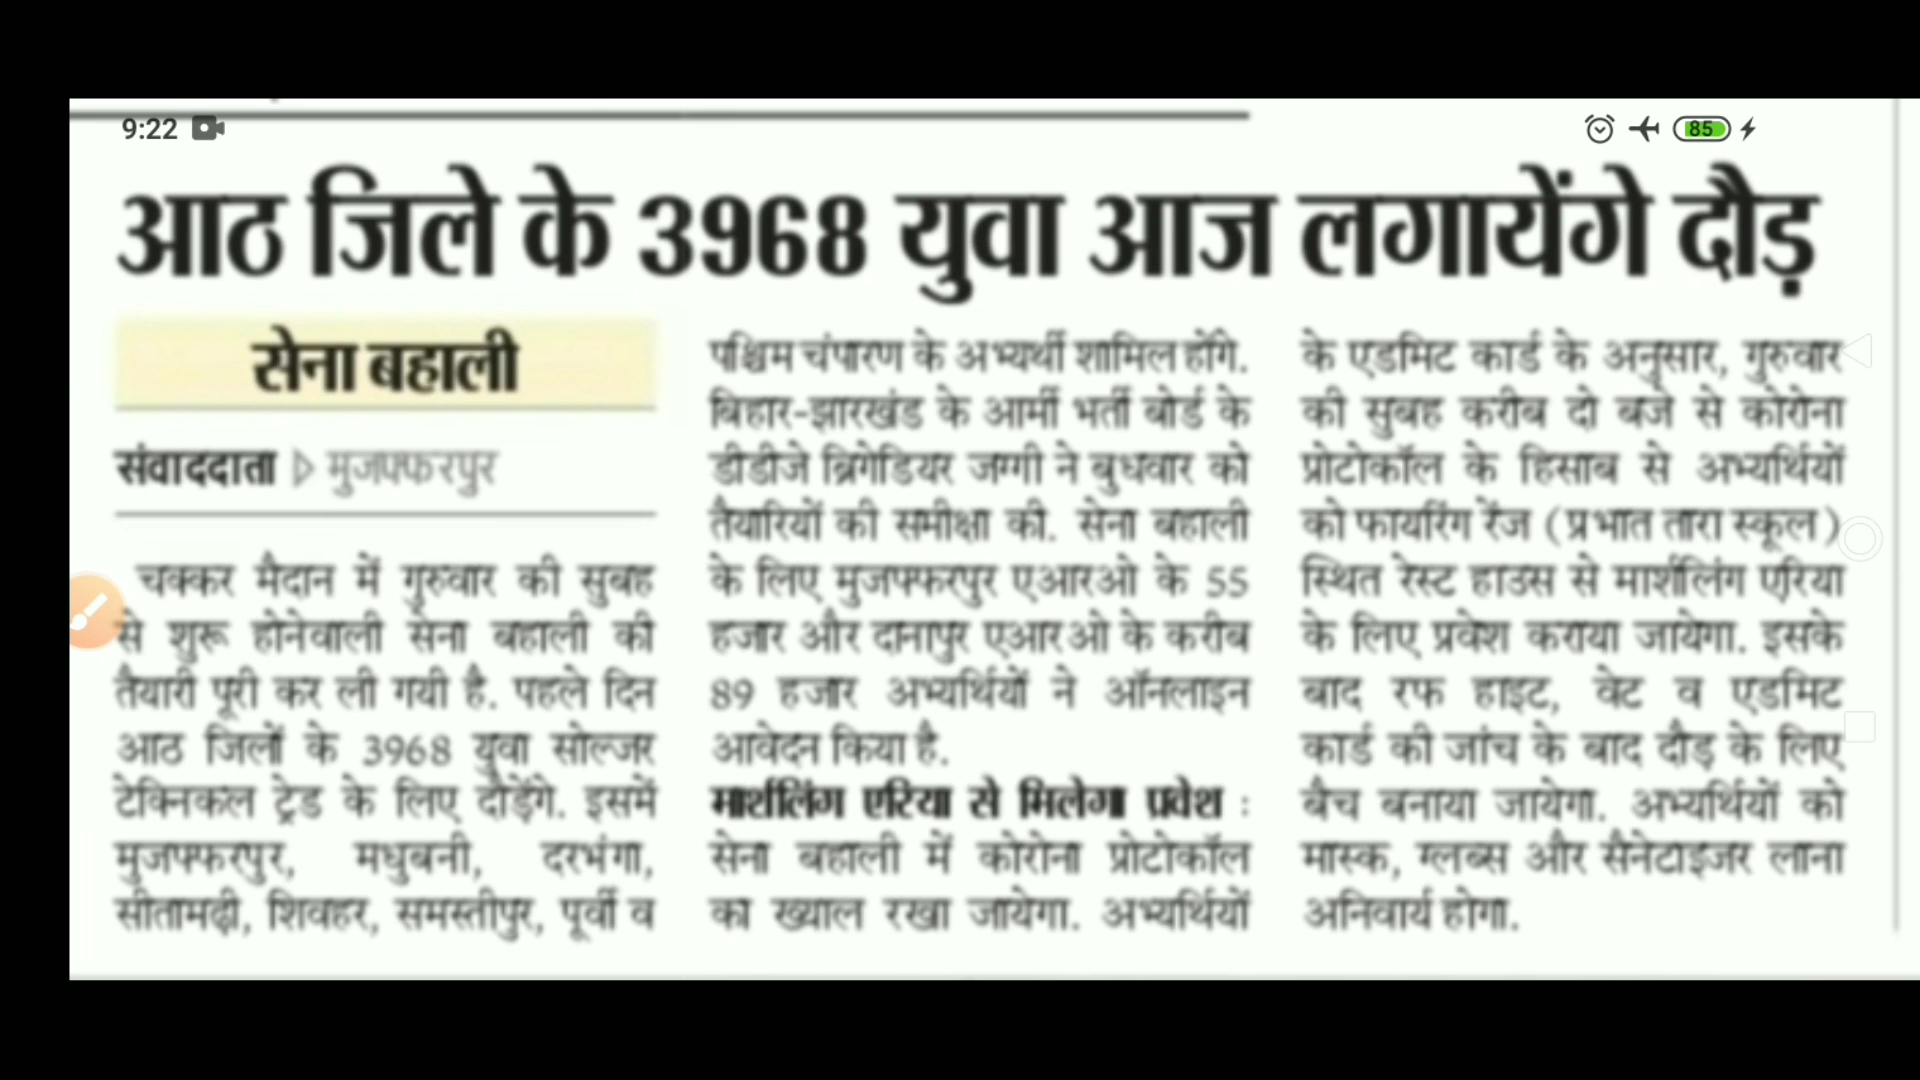 9:22
85
आठ जिले के 3968 युवा आज लगायेंगे दौड़
सेना बहाली
संवाददाता ▷ मुजफ्फरपुर
चक्कर मैदान में गुरुवार की सुबह
से शुरू होनेवाली सेना बहाली की
तैयारी पूरी कर ली गयी है. पहले दिन
आठ जिलों के 3968 युवा सोल्जर
टेक्निकल ट्रेड के लिए दौड़ेंगे. इसमें
मुजफ्फरपुर, मधुबनी, दरभंगा,
सीतामढ़ी, शिवहर, समस्तीपुर, पूर्वी व
पश्चिम चंपारण के अभ्यर्थी शामिल होंगे.
बिहार-झारखंड के आर्मी भर्ती बोर्ड के
डीडीजे ब्रिगेडियर जग्गी ने बुधवार को
तैयारियों की समीक्षा की. सेना बहाली
के लिए मुजफ्फरपुर एआरओ के 55
हजार और दानापुर एआरओ के करीब
89 हजार अभ्यर्थियों ने ऑनलाइन
आवेदन किया है.
मार्शलिंग एरिया से मिलेगा प्रवेश :
सेना बहाली में कोरोना प्रोटोकॉल
का ख्याल रखा जायेगा. अभ्यर्थियों
के एडमिट कार्ड के अनुसार, गुरुवार
की सुबह करीब दो बजे से कोरोना
प्रोटोकॉल के हिसाब से अभ्यर्थियों
को फायरिंग रेंज (प्रभात तारा स्कूल)
स्थित रेस्ट हाउस से मार्शलिंग एरिया
के लिए प्रवेश कराया जायेगा. इसके
बाद रफ हाइट, वेट व एडमिट
कार्ड की जांच के बाद दौड़ के लिए
बैच बनाया जायेगा. अभ्यर्थियों को
मास्क, ग्लब्स और सैनेटाइजर लाना
अनिवार्य होगा.